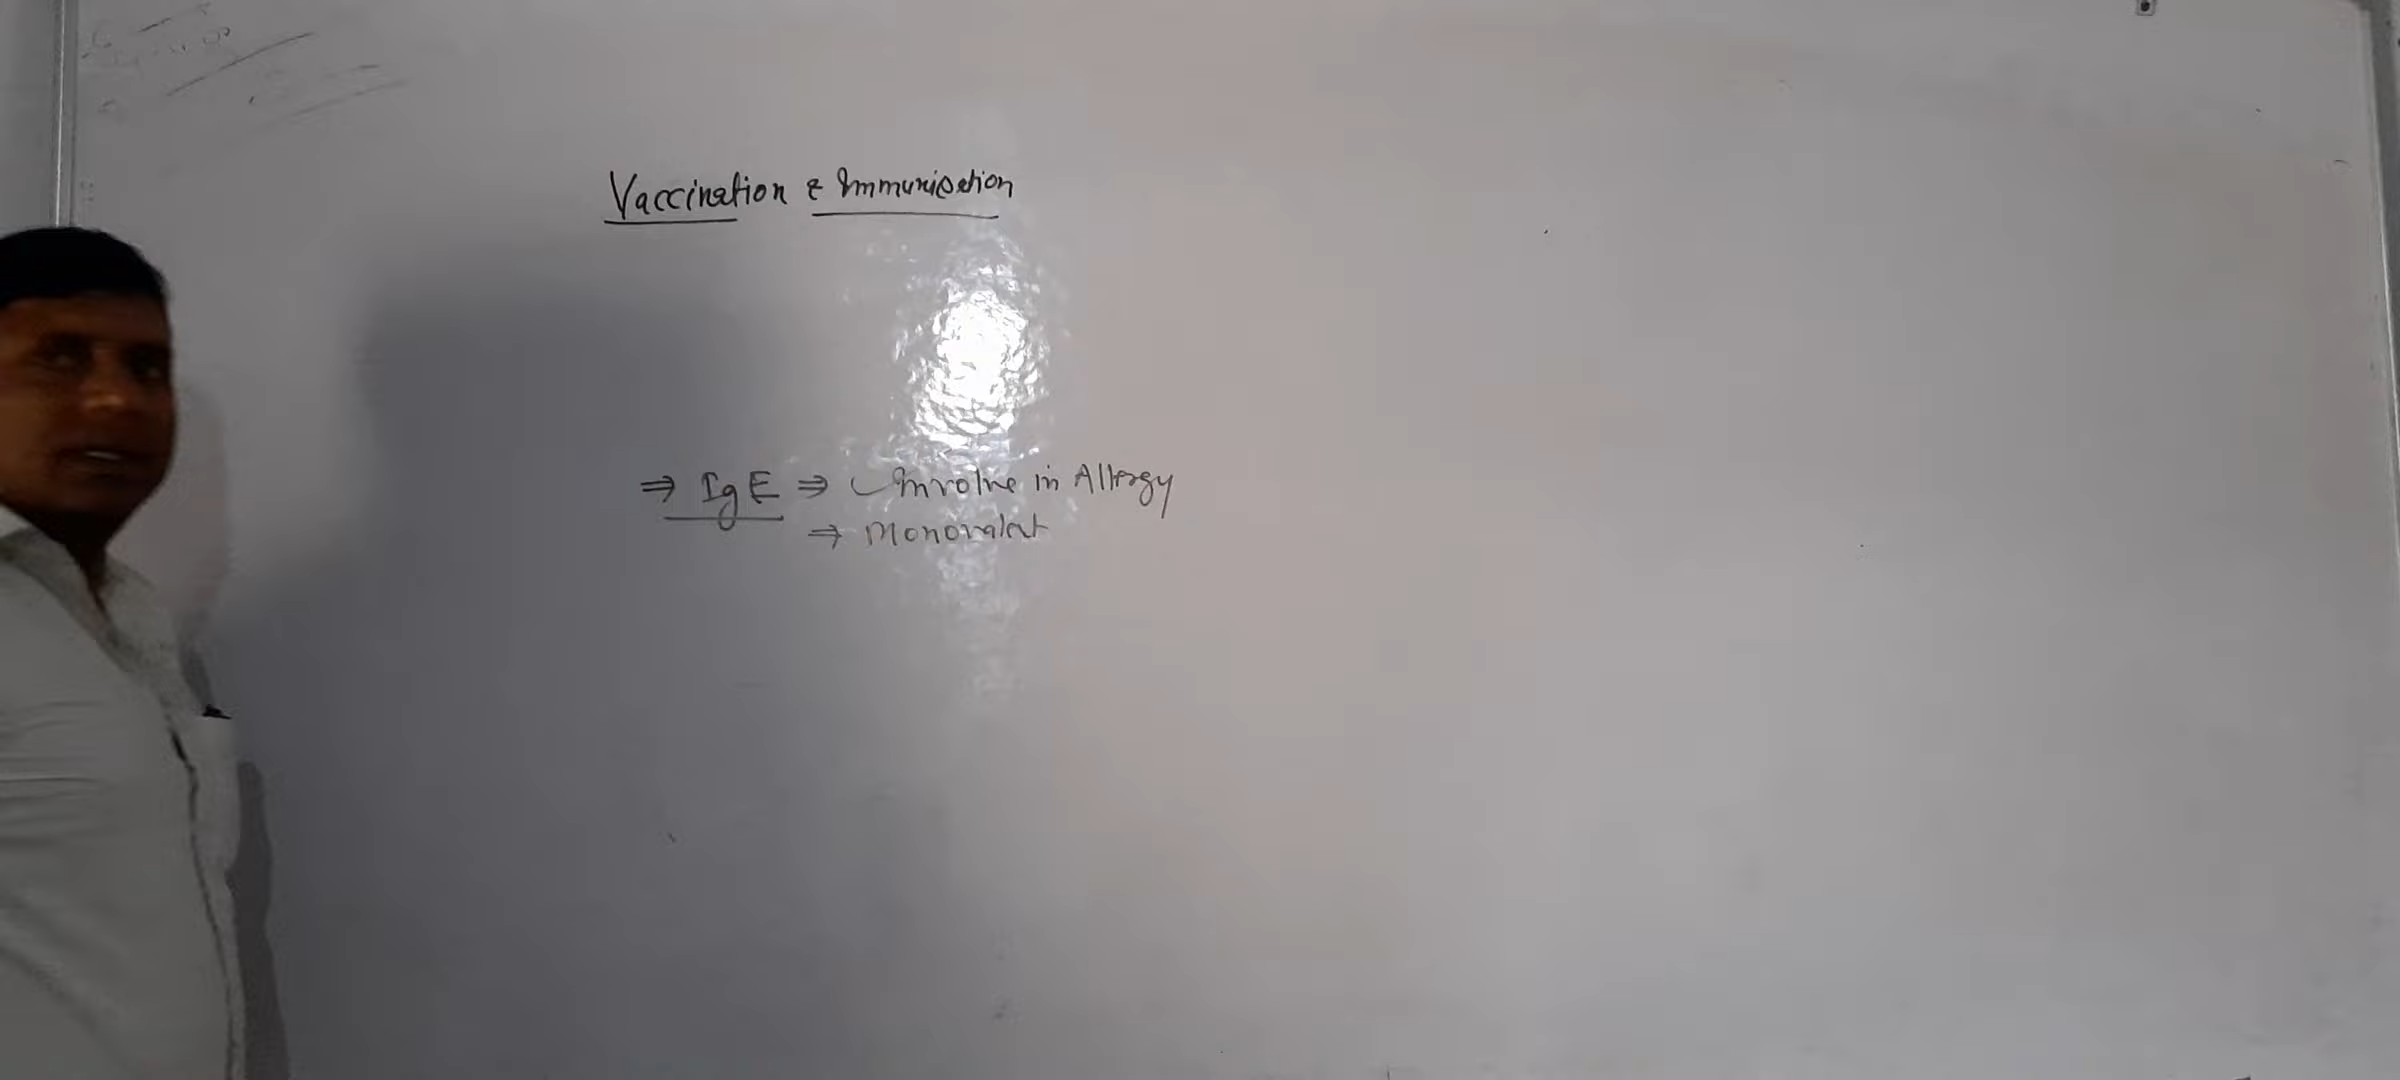 Vaccination & Immunisation
⇒ IgE ⇒ Involve in Allergy
⇒ Monovalent